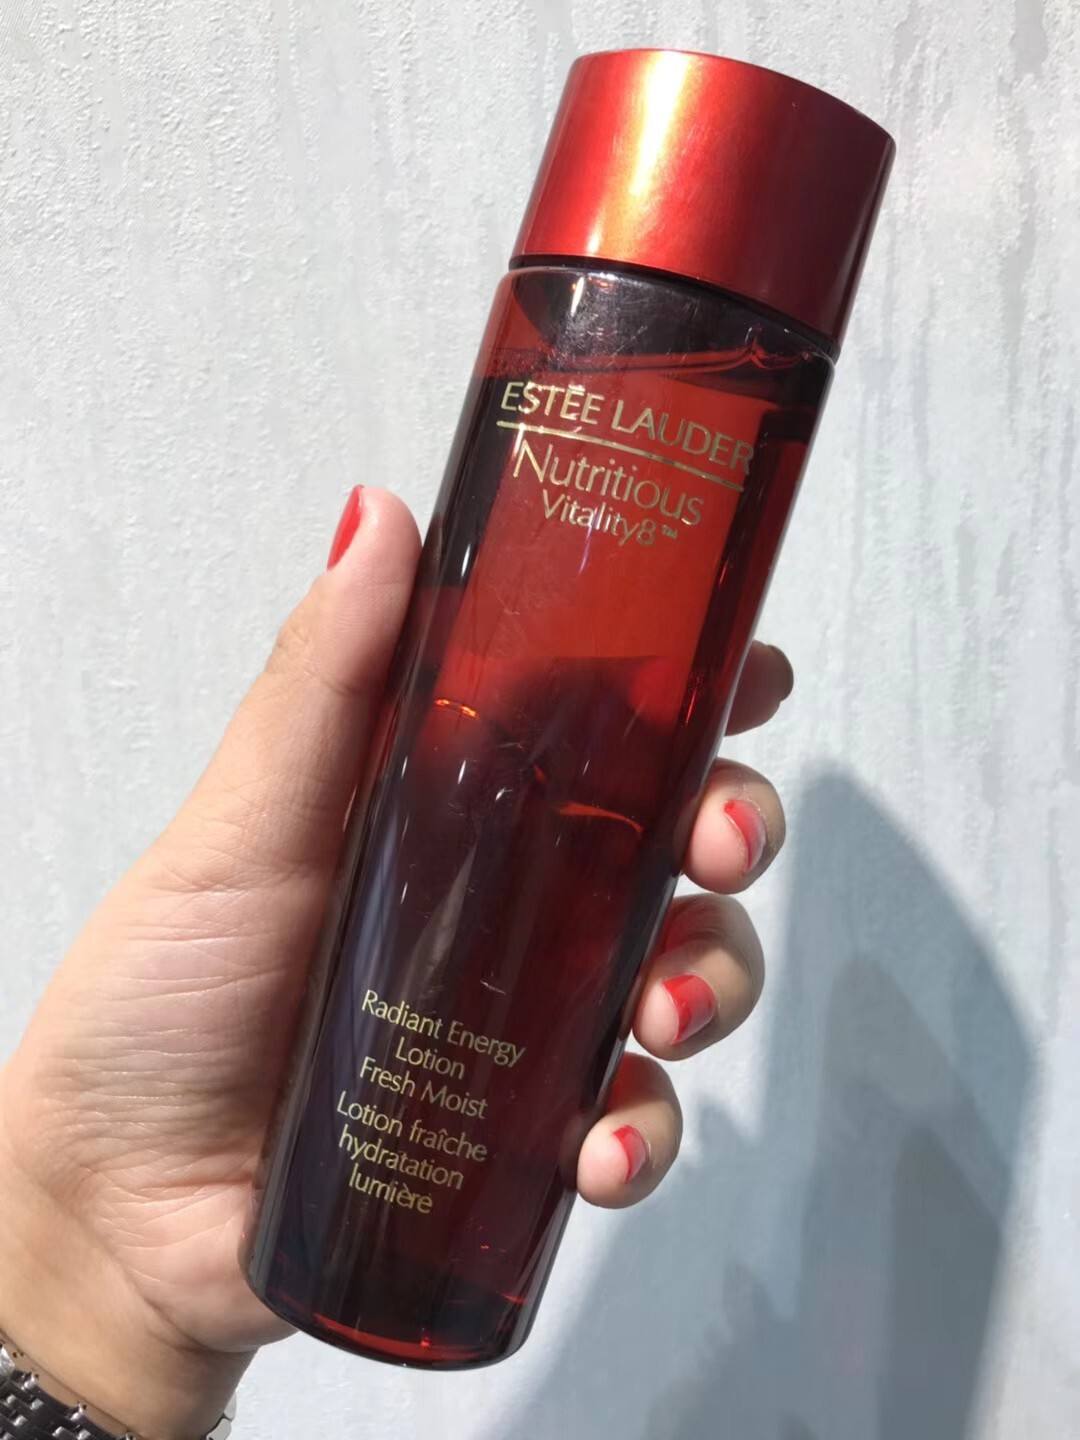 ESTĒE LAUDER
Nutritious
Vitality8™
Radiant Energy
Lotion
Fresh Moist
Lotion fraîche
hydratation
lumière